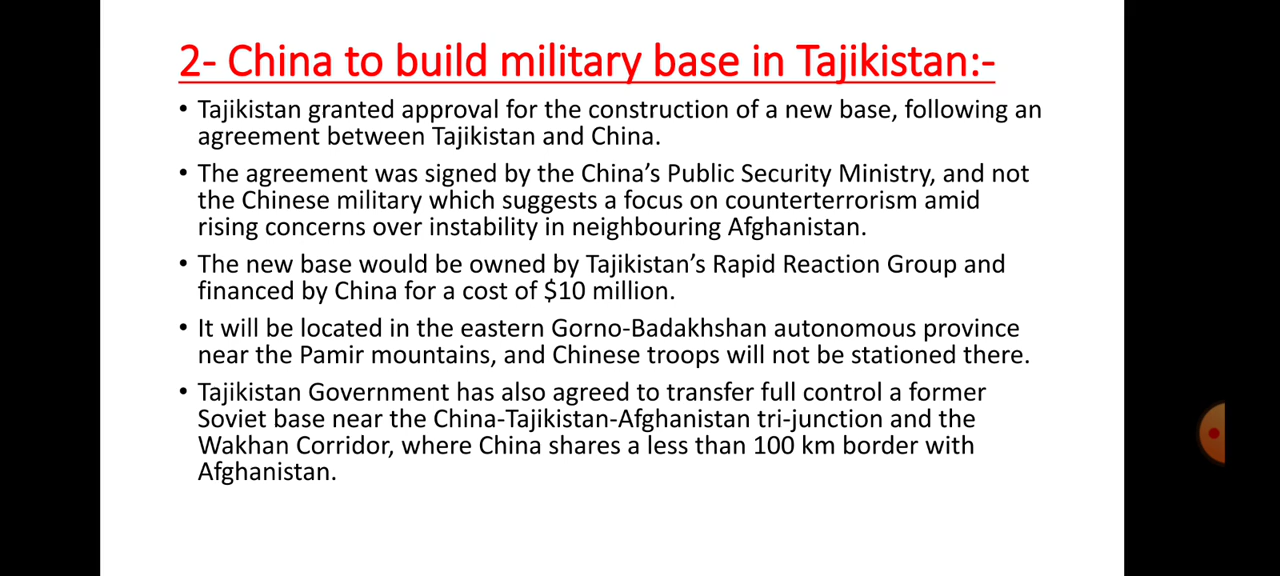 2- China to build military base in Tajikistan:-
• Tajikistan granted approval for the construction of a new base, following an
agreement between Tajikistan and China.
• The agreement was signed by the China’s Public Security Ministry, and not
the Chinese military which suggests a focus on counterterrorism amid
rising concerns over instability in neighbouring Afghanistan.
• The new base would be owned by Tajikistan’s Rapid Reaction Group and
financed by China for a cost of $10 million.
• It will be located in the eastern Gorno-Badakhshan autonomous province
near the Pamir mountains, and Chinese troops will not be stationed there.
• Tajikistan Government has also agreed to transfer full control a former
Soviet base near the China-Tajikistan-Afghanistan tri-junction and the
Wakhan Corridor, where China shares a less than 100 km border with
Afghanistan.